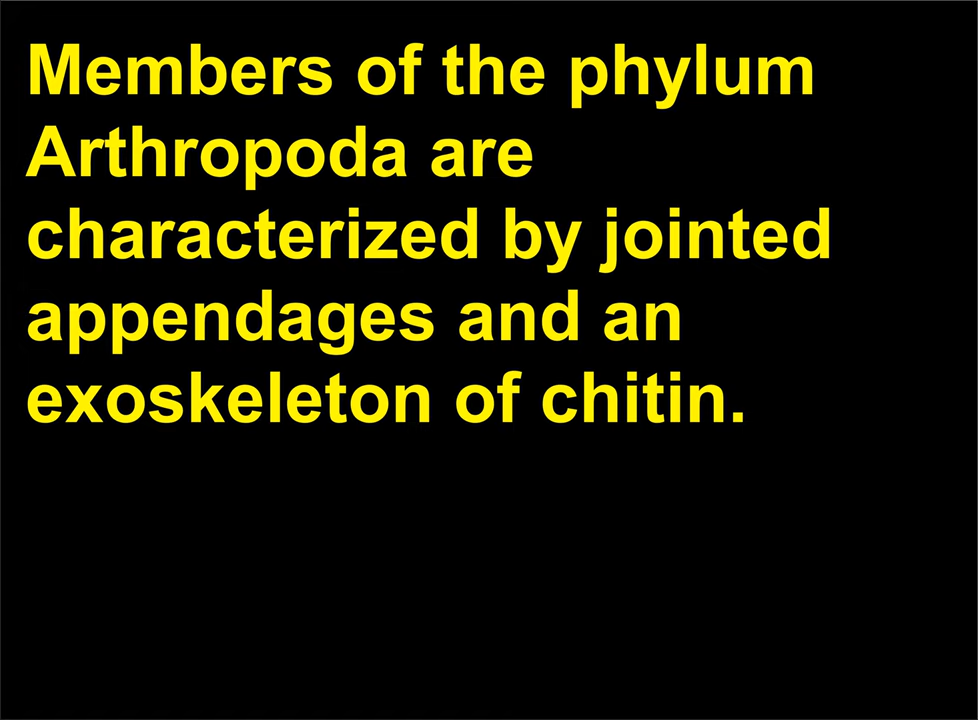 Members of the phylum
Arthropoda are
characterized by jointed
appendages and an
exoskeleton of chitin.